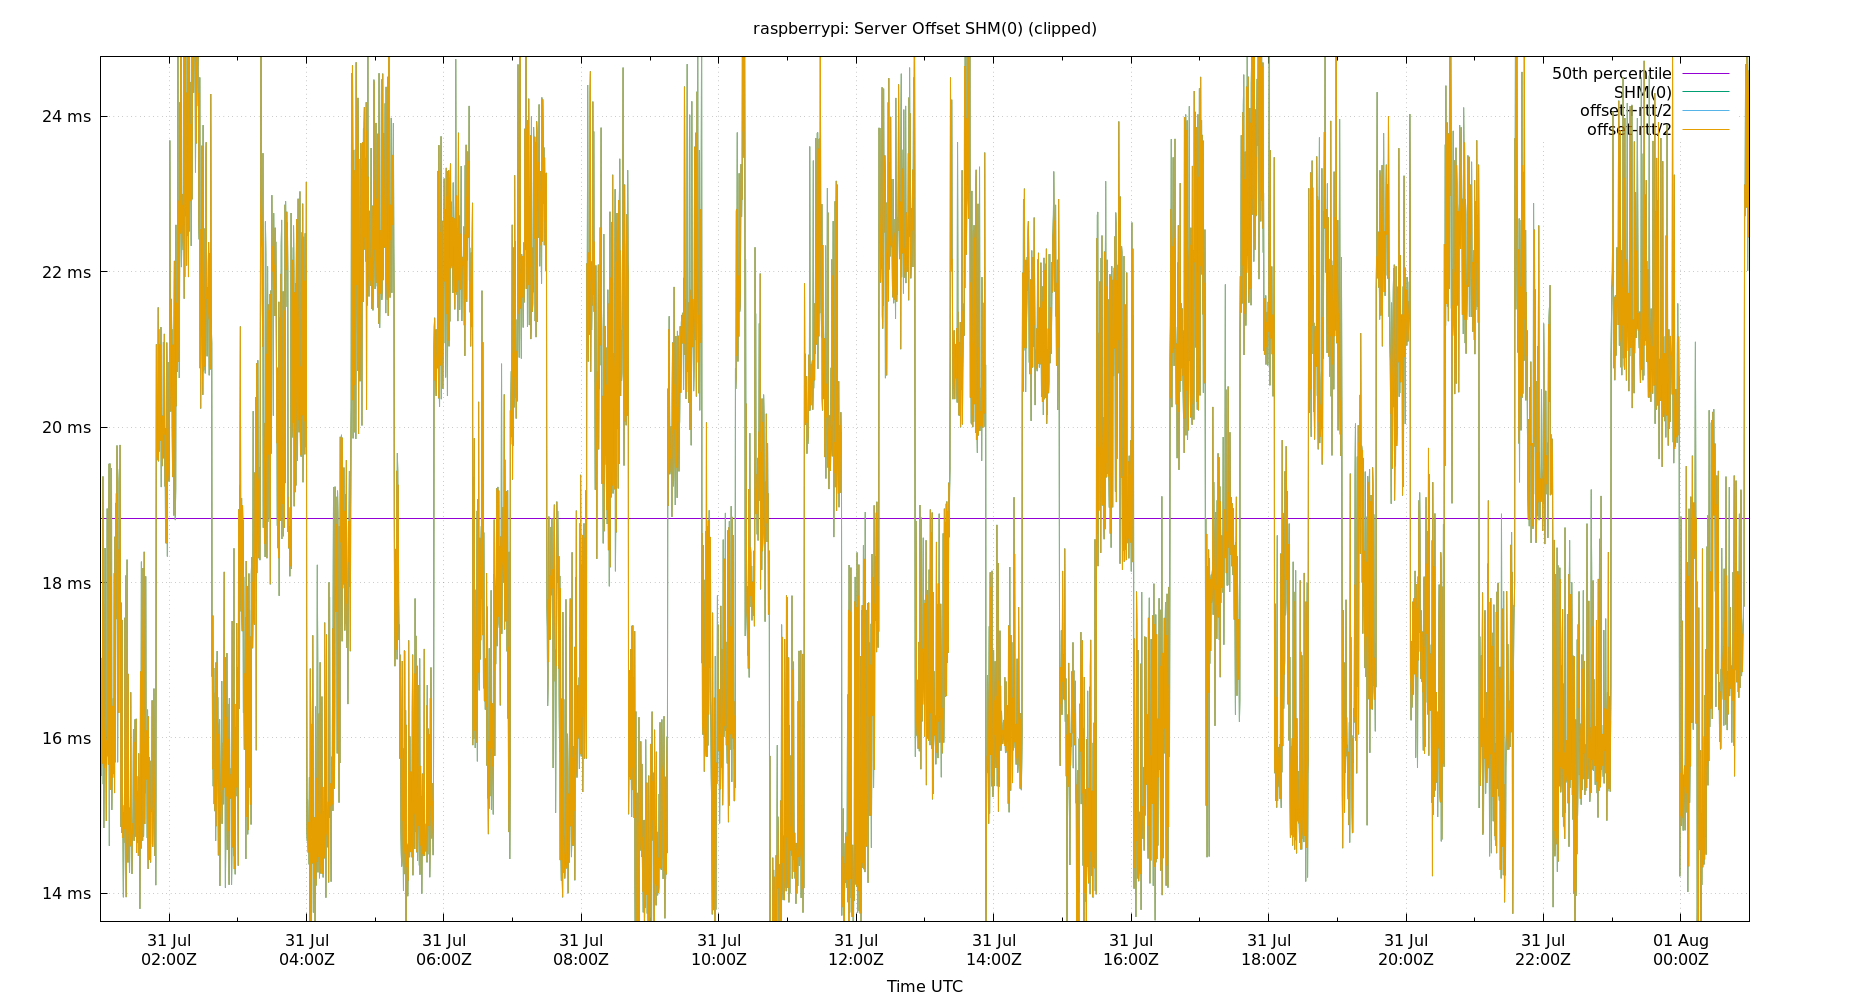 raspberrypi: Server Offset SHM(0) (clipped)
50th percentile
SHM(0)
offset+rtt/2
offset-rtt/2
24 ms
22 ms
20 ms
18 ms
16 ms
14 ms
31 Jul 31 Jul 31 Jul 31 Jul 31 Jul 31 Jul 31 Jul 31 Jul 31 Jul 31 Jul 31 Jul 01 Aug
02:00Z 04:00Z 06:00Z 08:00Z 10:00Z 12:00Z 14:00Z 16:00Z 18:00Z 20:00Z 22:00Z 00:00Z
Time UTC